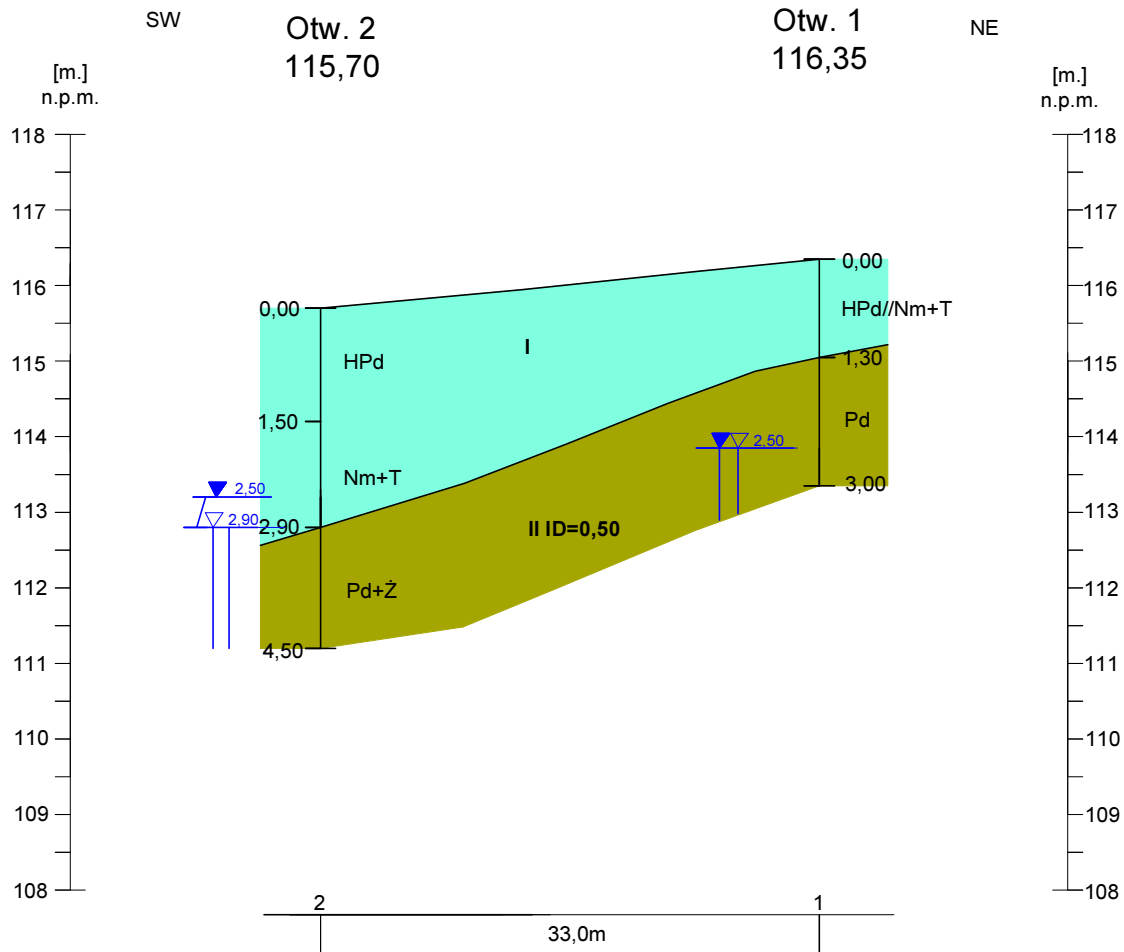 SW
Otw. 2
115,70
Otw. 1
116,35
NE
[m.]
n.p.m.
[m.]
n.p.m.
118
117
116
115
114
113
112
111
110
109
108
118
117
116
115
114
113
112
111
110
109
108
0,00
HPd
1,50
Nm+T
2,90
Pd+Ż
4,50
2,50
2,90
I
II ID=0,50
0,00
HPd//Nm+T
1,30
Pd
2,50
3,00
2
1
33,0m